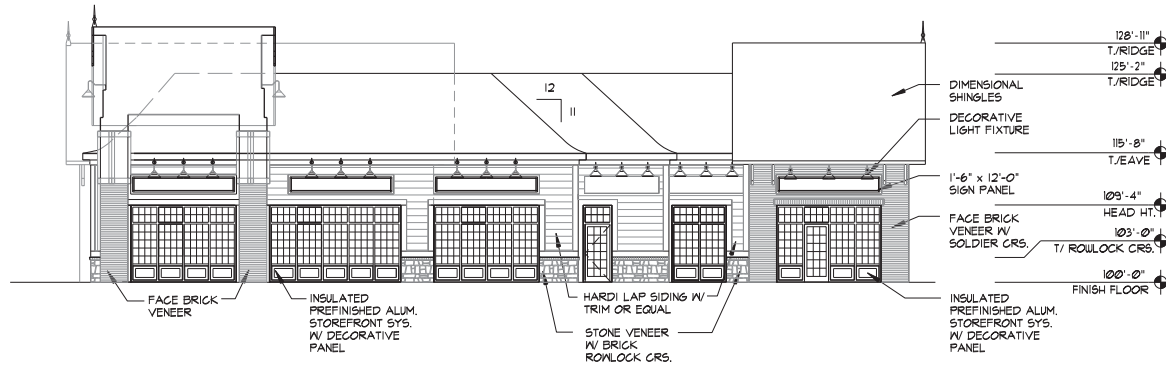 128'-11"
T./RIDGE
125'-2"
T./RIDGE
12
11
DIMENSIONAL
SHINGLES
DECORATIVE
LIGHT FIXTURE
115'-8"
T./EAVE
1'-6" x 12'-0"
SIGN PANEL
109'-4"
HEAD HT.
FACE BRICK
VENEER W/
SOLDIER CRS.
103'-0"
T/ ROWLOCK CRS.
100'-0"
FINISH FLOOR
FACE BRICK
VENEER
INSULATED
PREFINISHED ALUM.
STOREFRONT SYS.
W/ DECORATIVE
PANEL
HARDI LAP SIDING W/
TRIM OR EQUAL
STONE VENEER
W/ BRICK
ROWLOCK CRS.
INSULATED
PREFINISHED ALUM.
STOREFRONT SYS.
W/ DECORATIVE
PANEL